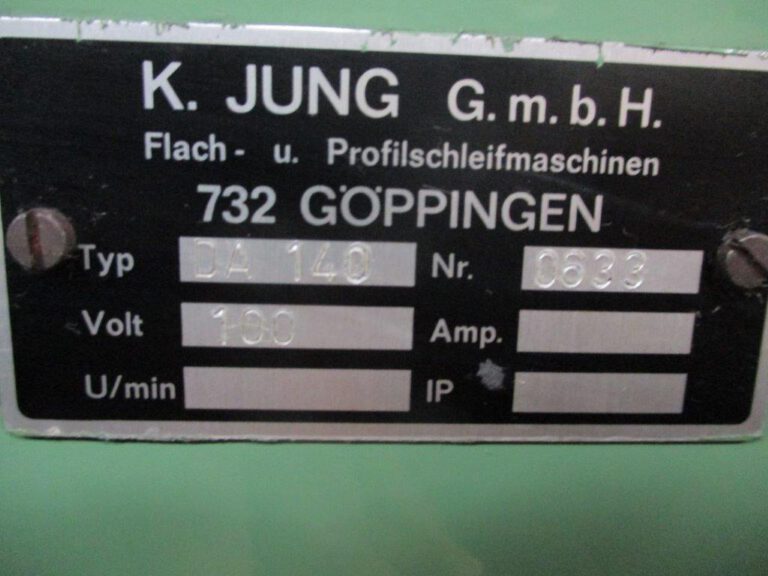 K. JUNG G.m.b.H.
Flach- u. Profilschleifmaschinen
732 GÖPPINGEN
Typ DA 140 Nr. 0633
Volt 100 Amp.
U/min IP